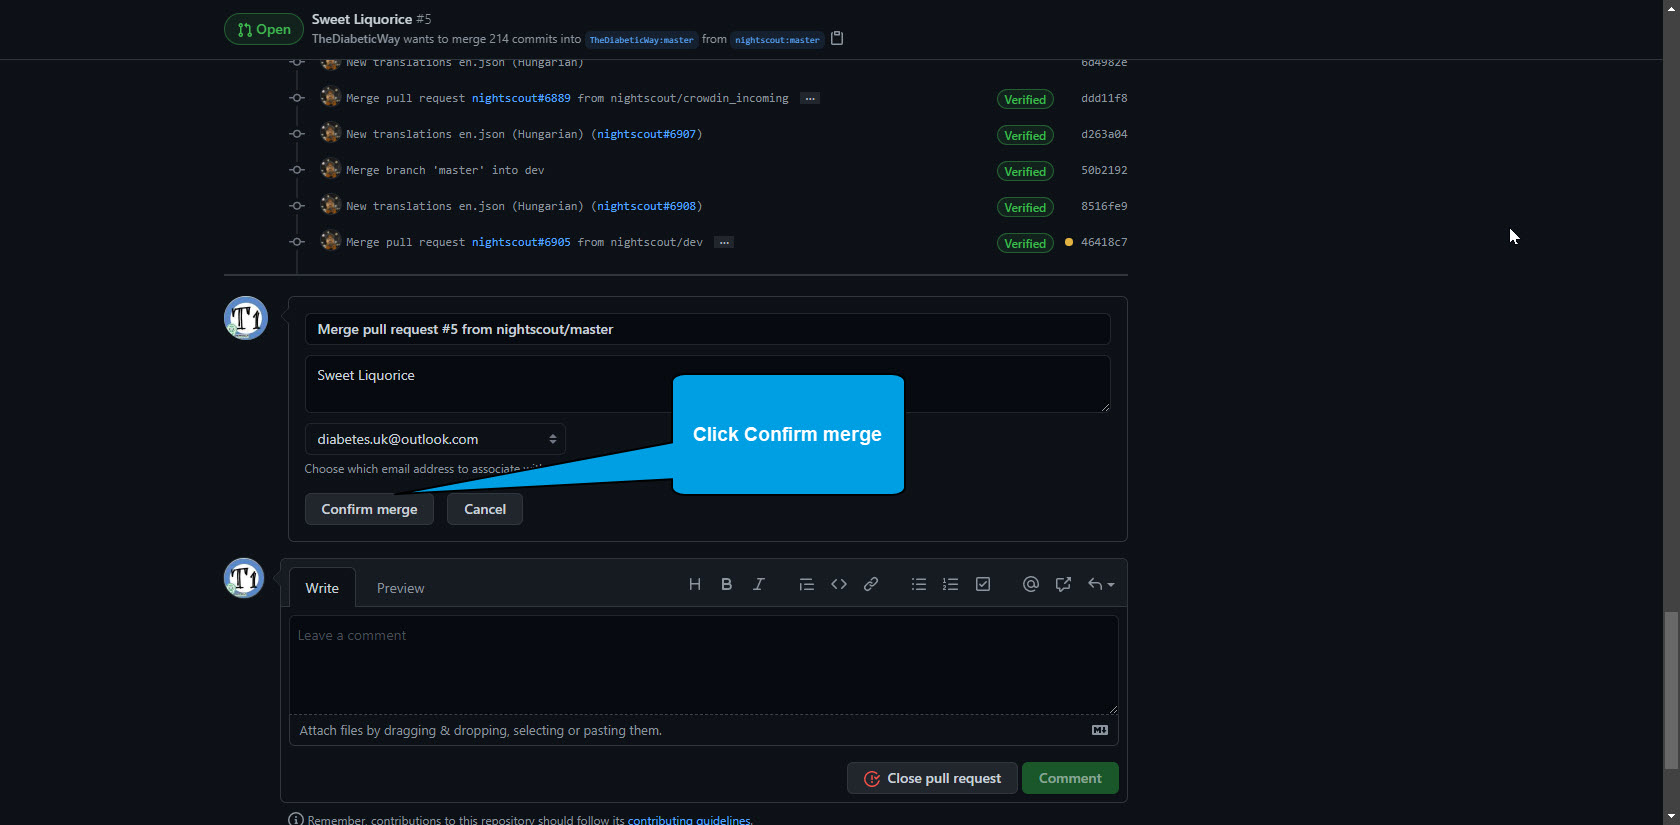 Open
Sweet Liquorice #5
TheDiabeticWay wants to merge 214 commits into TheDiabeticWay:master from nightscout:master
New translations en.json (Hungarian) 6d4982e
Merge pull request nightscout#6889 from nightscout/crowdin_incoming … Verified ddd11f8
New translations en.json (Hungarian) (nightscout#6907) Verified d263a04
Merge branch 'master' into dev Verified 50b2192
New translations en.json (Hungarian) (nightscout#6908) Verified 8516fe9
Merge pull request nightscout#6905 from nightscout/dev … Verified 46418c7
T1
Merge pull request #5 from nightscout/master
Sweet Liquorice
Click Confirm merge
diabetes.uk@outlook.com
Choose which email address to associate
Confirm merge Cancel
T1
Write Preview H B I
Leave a comment
Attach files by dragging & dropping, selecting or pasting them.
Close pull request Comment
Remember, contributions to this repository should follow its contributing guidelines.